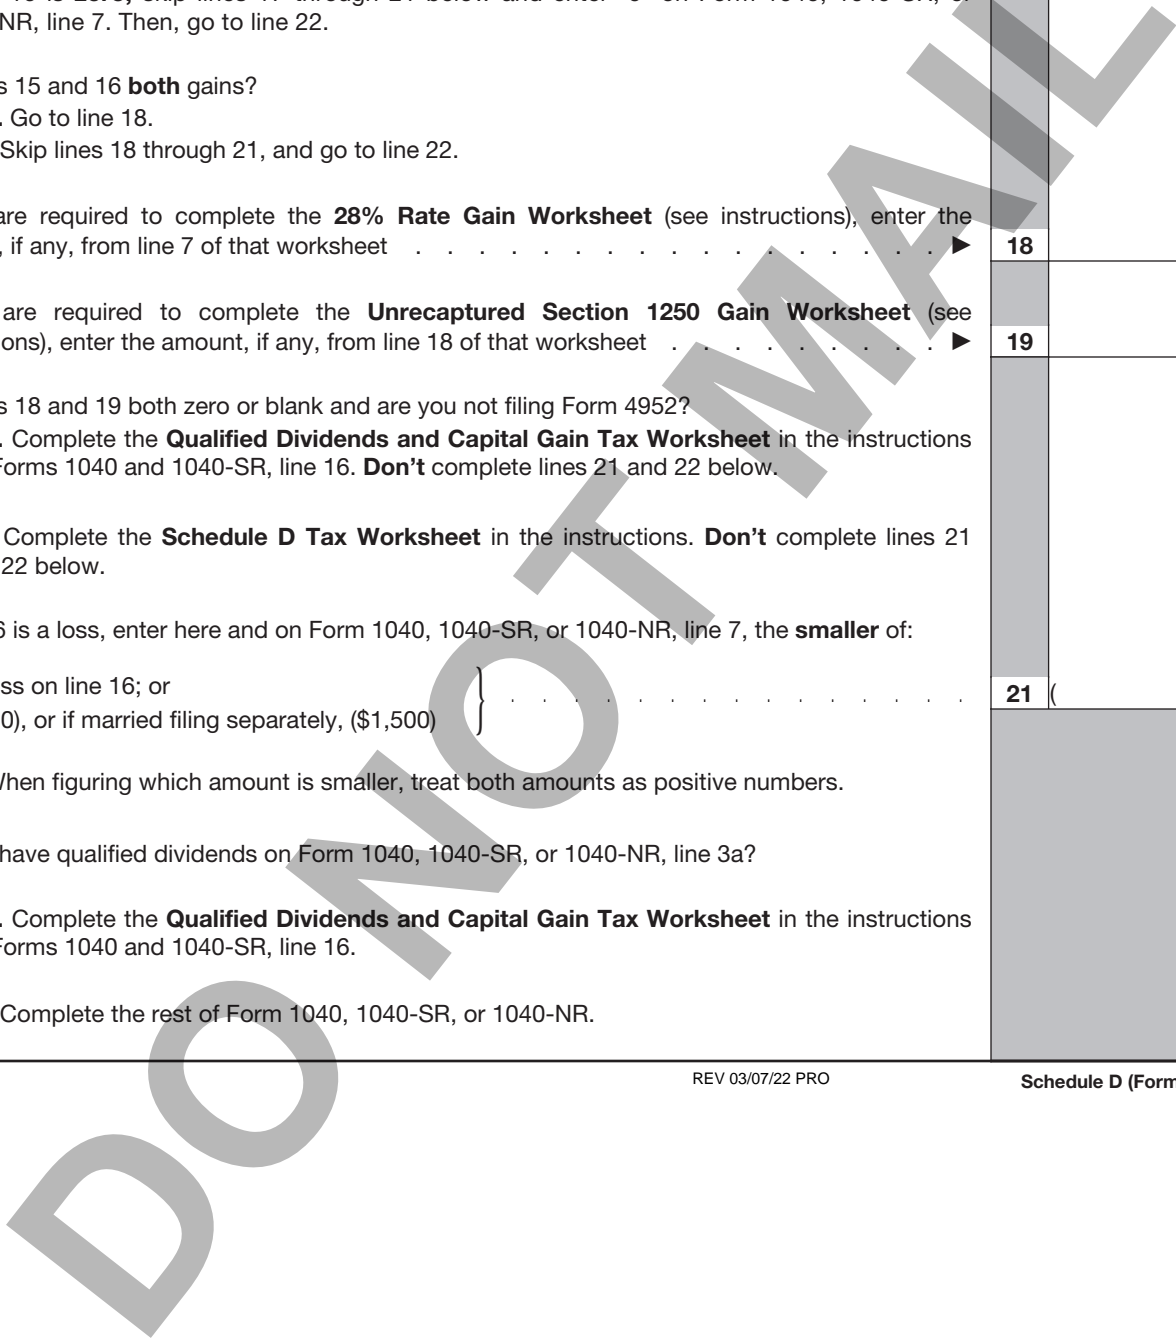 NR, line 7. Then, go to line 22.
s 15 and 16 both gains?
. Go to line 18.
Skip lines 18 through 21, and go to line 22.
are required to complete the 28% Rate Gain Worksheet (see instructions), enter the
, if any, from line 7 of that worksheet . . . . . . . . . . . . . . . . . ▶ 18
are required to complete the Unrecaptured Section 1250 Gain Worksheet (see
ons), enter the amount, if any, from line 18 of that worksheet . . . . . . . . . ▶ 19
s 18 and 19 both zero or blank and are you not filing Form 4952?
. Complete the Qualified Dividends and Capital Gain Tax Worksheet in the instructions
Forms 1040 and 1040-SR, line 16. Don't complete lines 21 and 22 below.
Complete the Schedule D Tax Worksheet in the instructions. Don't complete lines 21
22 below.
6 is a loss, enter here and on Form 1040, 1040-SR, or 1040-NR, line 7, the smaller of:
ss on line 16; or
0), or if married filing separately, ($1,500) } . . . . . . . . . . . . . . . 21 (
When figuring which amount is smaller, treat both amounts as positive numbers.
have qualified dividends on Form 1040, 1040-SR, or 1040-NR, line 3a?
. Complete the Qualified Dividends and Capital Gain Tax Worksheet in the instructions
Forms 1040 and 1040-SR, line 16.
Complete the rest of Form 1040, 1040-SR, or 1040-NR.
REV 03/07/22 PRO Schedule D (Form
DO NOT MAIL